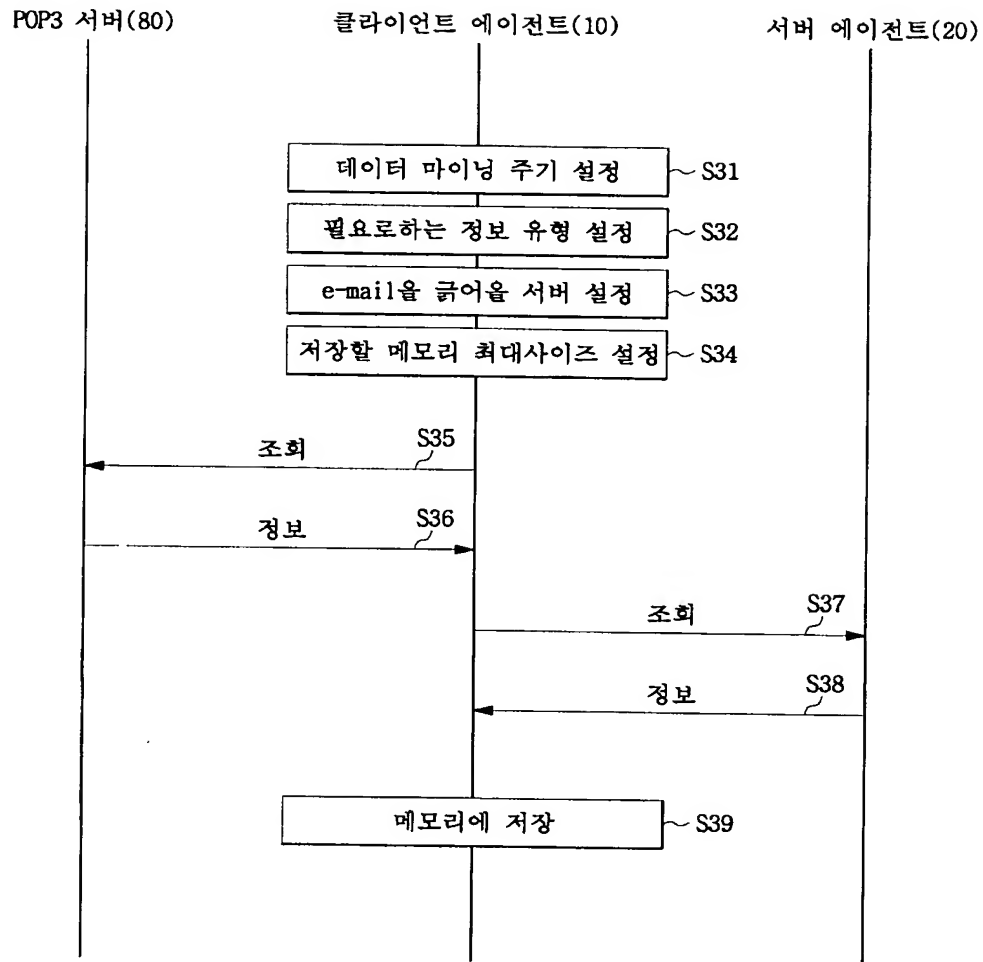 POP3 서버(80)
클라이언트 에이전트(10)
서버 에이전트(20)
데이터 마이닝 주기 설정
S31
필요로하는 정보 유형 설정
S32
e-mail을 긁어올 서버 설정
S33
저장할 메모리 최대사이즈 설정
S34
조회
S35
정보
S36
조회
S37
정보
S38
메모리에 저장
S39